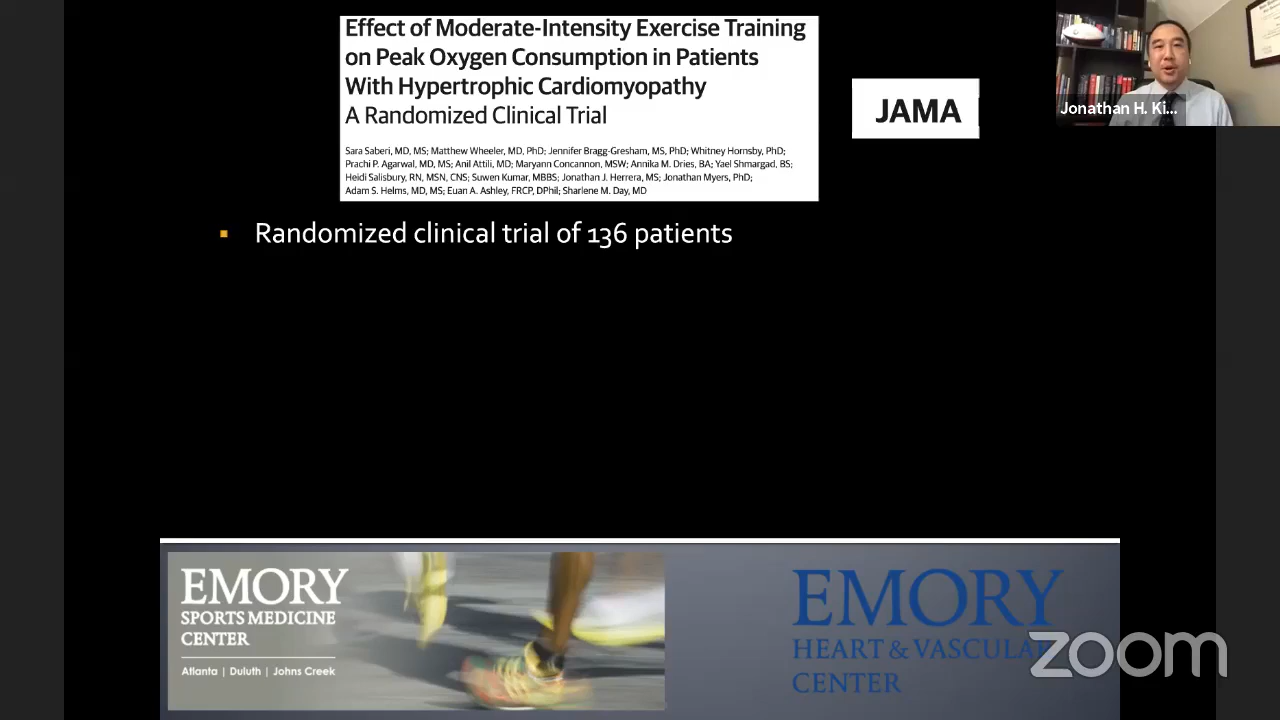 Effect of Moderate-Intensity Exercise Training
on Peak Oxygen Consumption in Patients
With Hypertrophic Cardiomyopathy
A Randomized Clinical Trial
Sara Saberi, MD, MS; Matthew Wheeler, MD, PhD; Jennifer Bragg-Gresham, MS, PhD; Whitney Hornsby, PhD;
Prachi P. Agarwal, MD, MS; Anil Attili, MD; Maryann Concannon, MSW; Annika M. Dries, BA; Yael Shmargad, BS;
Heidi Salisbury, RN, MSN, CNS; Suwen Kumar, MBBS; Jonathan J. Herrera, MS; Jonathan Myers, PhD;
Adam S. Helms, MD, MS; Euan A. Ashley, FRCP, DPhil; Sharlene M. Day, MD
JAMA
Jonathan H. Ki...
▪ Randomized clinical trial of 136 patients
EMORY
SPORTS MEDICINE
CENTER
Atlanta | Duluth | Johns Creek
EMORY
HEART & VASCULAR
CENTER
zoom